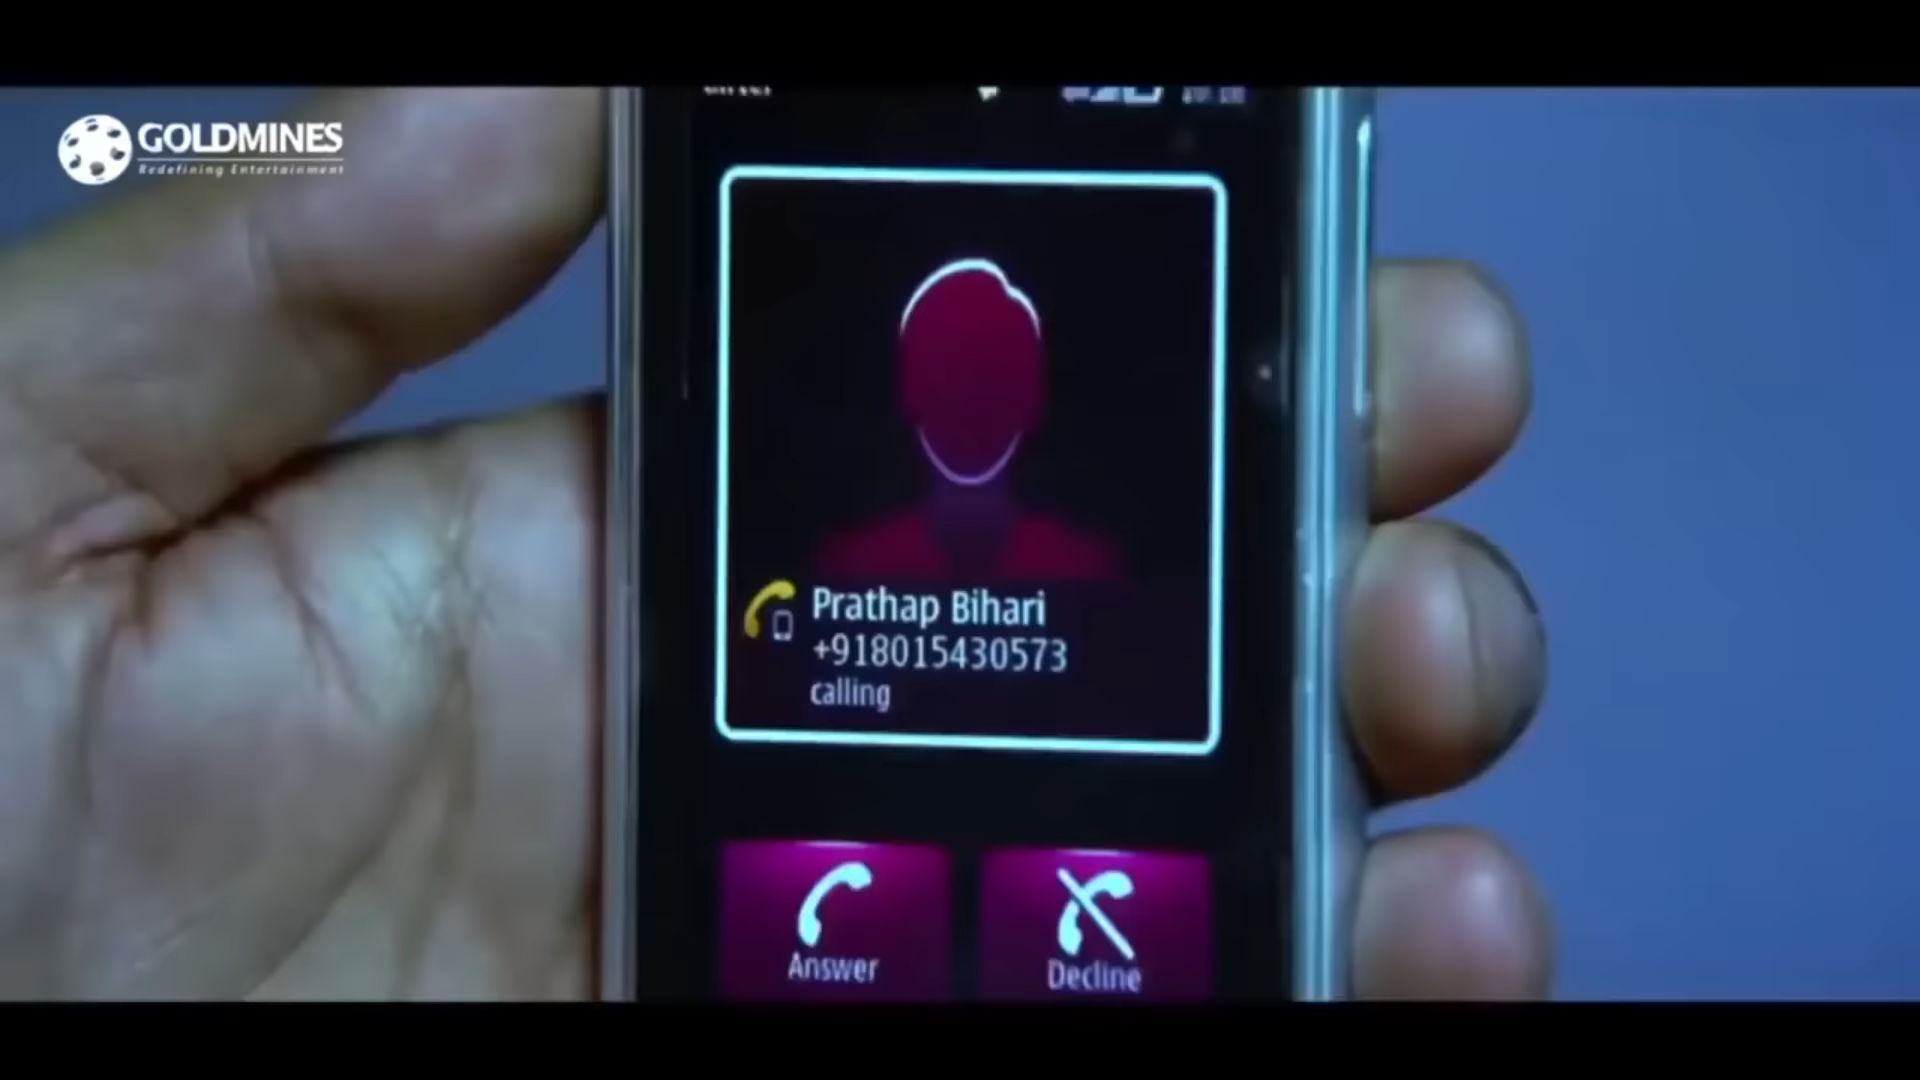 GOLDMINES
Redefining Entertainment
Prathap Bihari
+918015430573
calling
Answer
Decline